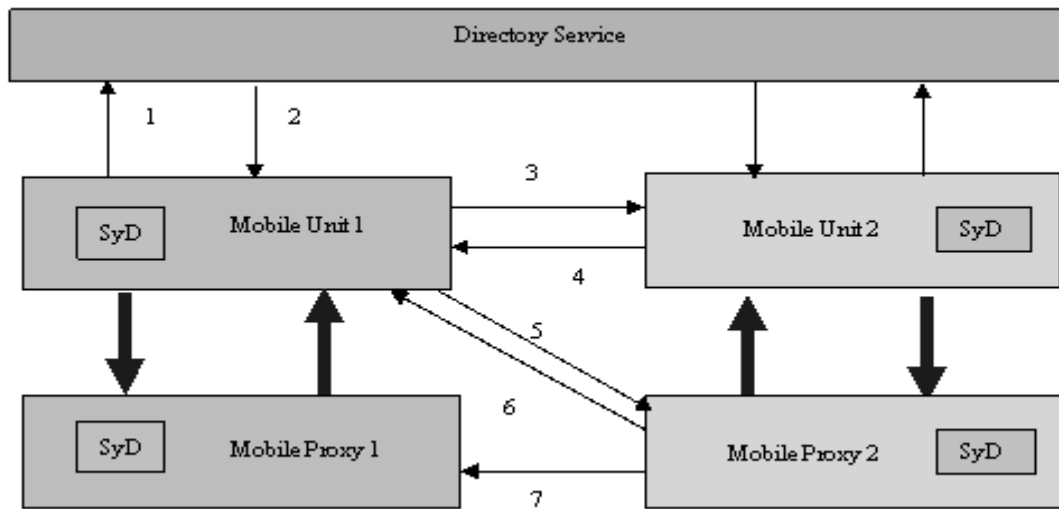 Directory Service
1
2
3
SyD
Mobile Unit 1
Mobile Unit 2
SyD
4
5
6
SyD
Mobile Proxy 1
Mobile Proxy 2
SyD
7